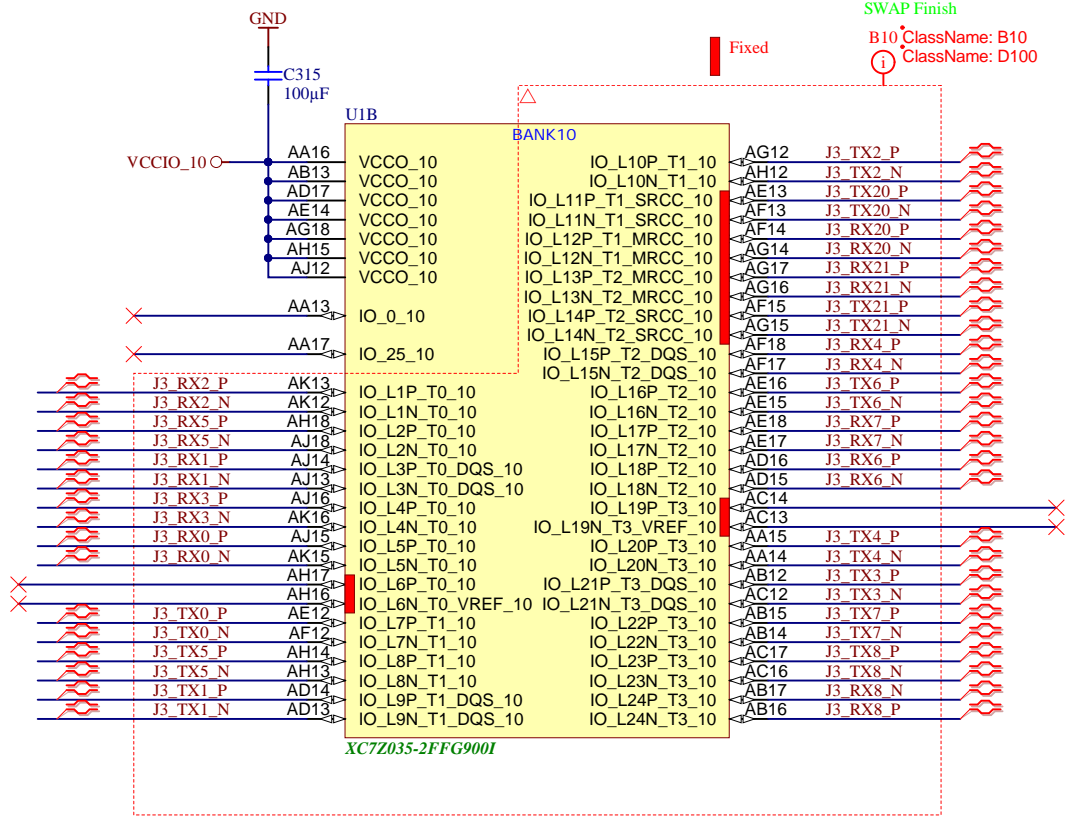 SWAP Finish
GND
B10
ClassName: B10
ClassName: D100
i
Fixed
C315
100µF
U1B
BANK10
VCCIO_10
AA16 VCCO_10
AB13 VCCO_10
AD17 VCCO_10
AE14 VCCO_10
AG18 VCCO_10
AH15 VCCO_10
AJ12 VCCO_10
AA13 IO_0_10
AA17 IO_25_10
J3_RX2_P AK13 IO_L1P_T0_10
J3_RX2_N AK12 IO_L1N_T0_10
J3_RX5_P AH18 IO_L2P_T0_10
J3_RX5_N AJ18 IO_L2N_T0_10
J3_RX1_P AJ14 IO_L3P_T0_DQS_10
J3_RX1_N AJ13 IO_L3N_T0_DQS_10
J3_RX3_P AJ16 IO_L4P_T0_10
J3_RX3_N AK16 IO_L4N_T0_10
J3_RX0_P AJ15 IO_L5P_T0_10
J3_RX0_N AK15 IO_L5N_T0_10
AH17 IO_L6P_T0_10
AH16 IO_L6N_T0_VREF_10
J3_TX0_P AE12 IO_L7P_T1_10
J3_TX0_N AF12 IO_L7N_T1_10
J3_TX5_P AH14 IO_L8P_T1_10
J3_TX5_N AH13 IO_L8N_T1_10
J3_TX1_P AD14 IO_L9P_T1_DQS_10
J3_TX1_N AD13 IO_L9N_T1_DQS_10
IO_L10P_T1_10 AG12 J3_TX2_P
IO_L10N_T1_10 AH12 J3_TX2_N
IO_L11P_T1_SRCC_10 AE13 J3_TX20_P
IO_L11N_T1_SRCC_10 AF13 J3_TX20_N
IO_L12P_T1_MRCC_10 AF14 J3_RX20_P
IO_L12N_T1_MRCC_10 AG14 J3_RX20_N
IO_L13P_T2_MRCC_10 AG17 J3_RX21_P
IO_L13N_T2_MRCC_10 AG16 J3_RX21_N
IO_L14P_T2_SRCC_10 AF15 J3_TX21_P
IO_L14N_T2_SRCC_10 AG15 J3_TX21_N
IO_L15P_T2_DQS_10 AF18 J3_RX4_P
IO_L15N_T2_DQS_10 AF17 J3_RX4_N
IO_L16P_T2_10 AE16 J3_TX6_P
IO_L16N_T2_10 AE15 J3_TX6_N
IO_L17P_T2_10 AE18 J3_RX7_P
IO_L17N_T2_10 AE17 J3_RX7_N
IO_L18P_T2_10 AD16 J3_RX6_P
IO_L18N_T2_10 AD15 J3_RX6_N
IO_L19P_T3_10 AC14
IO_L19N_T3_VREF_10 AC13
IO_L20P_T3_10 AA15 J3_TX4_P
IO_L20N_T3_10 AA14 J3_TX4_N
IO_L21P_T3_DQS_10 AB12 J3_TX3_P
IO_L21N_T3_DQS_10 AC12 J3_TX3_N
IO_L22P_T3_10 AB15 J3_TX7_P
IO_L22N_T3_10 AB14 J3_TX7_N
IO_L23P_T3_10 AC17 J3_TX8_P
IO_L23N_T3_10 AC16 J3_TX8_N
IO_L24P_T3_10 AB17 J3_RX8_N
IO_L24N_T3_10 AB16 J3_RX8_P
XC7Z035-2FFG900I